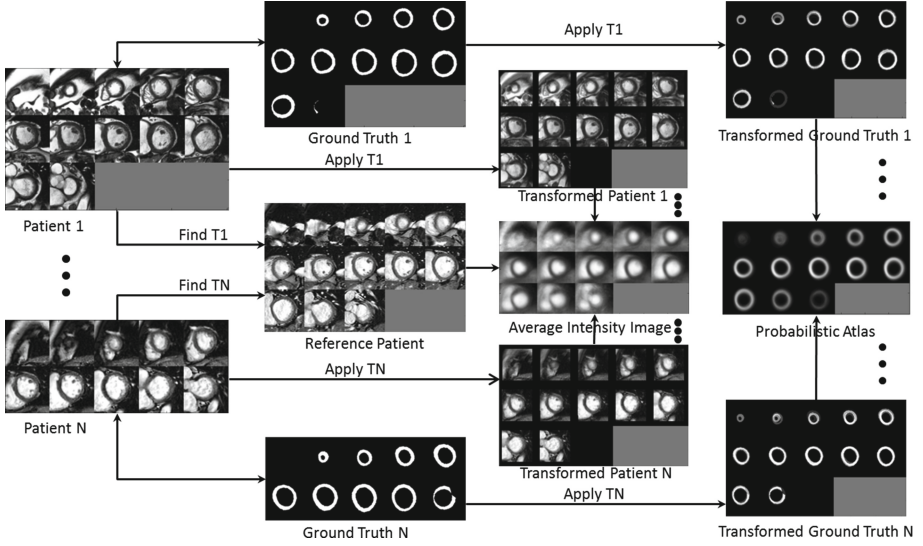 Apply T1
Ground Truth 1
Transformed Ground Truth 1
Apply T1
Transformed Patient 1
Patient 1
Find T1
Find TN
Reference Patient
Average Intensity Image
Probabilistic Atlas
Apply TN
Patient N
Transformed Patient N
Apply TN
Ground Truth N
Transformed Ground Truth N